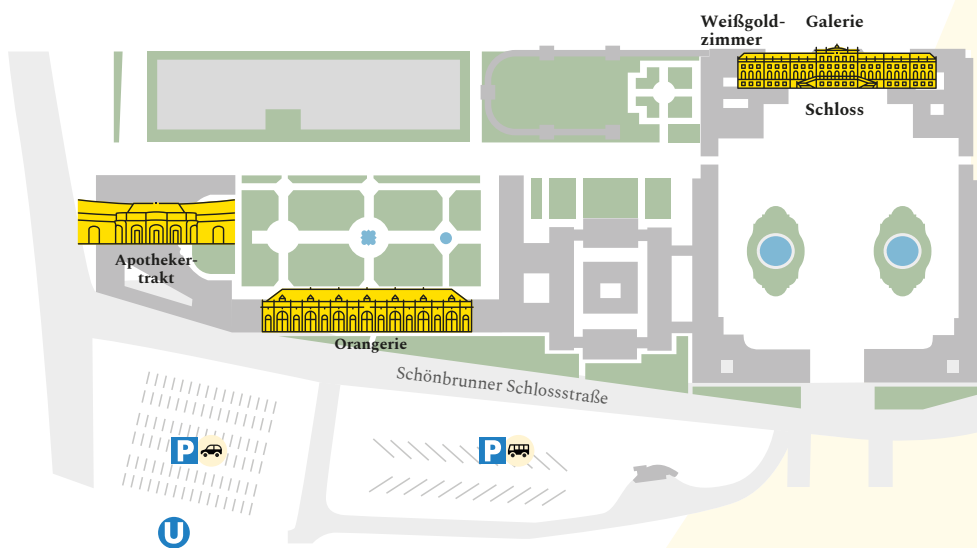 Weißgold-
zimmer
Galerie
Schloss
Apotheker-
trakt
Orangerie
Schönbrunner Schlossstraße
P
P
U